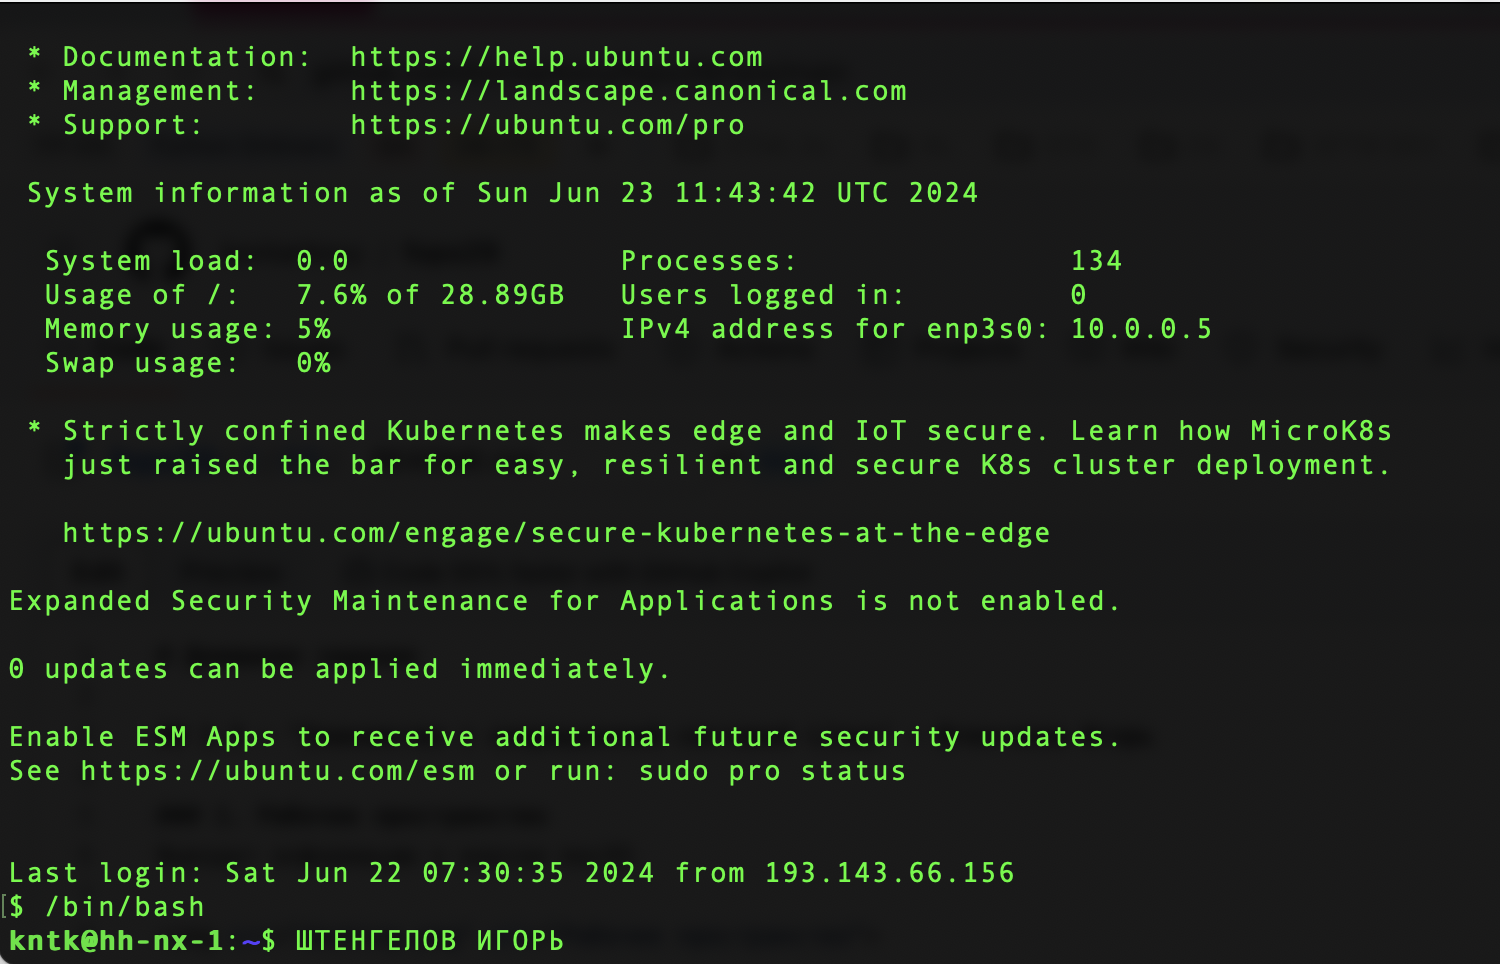 * Documentation:  https://help.ubuntu.com
* Management:     https://landscape.canonical.com
* Support:        https://ubuntu.com/pro
System information as of Sun Jun 23 11:43:42 UTC 2024
System load:  0.0               Processes:               134
Usage of /:   7.6% of 28.89GB   Users logged in:         0
Memory usage: 5%                IPv4 address for enp3s0: 10.0.0.5
Swap usage:   0%
* Strictly confined Kubernetes makes edge and IoT secure. Learn how MicroK8s
just raised the bar for easy, resilient and secure K8s cluster deployment.
https://ubuntu.com/engage/secure-kubernetes-at-the-edge
Expanded Security Maintenance for Applications is not enabled.
0 updates can be applied immediately.
Enable ESM Apps to receive additional future security updates.
See https://ubuntu.com/esm or run: sudo pro status
Last login: Sat Jun 22 07:30:35 2024 from 193.143.66.156
[$ /bin/bash
kntk@hh-nx-1:~$ ШТЕНГЕЛОВ ИГОРЬ